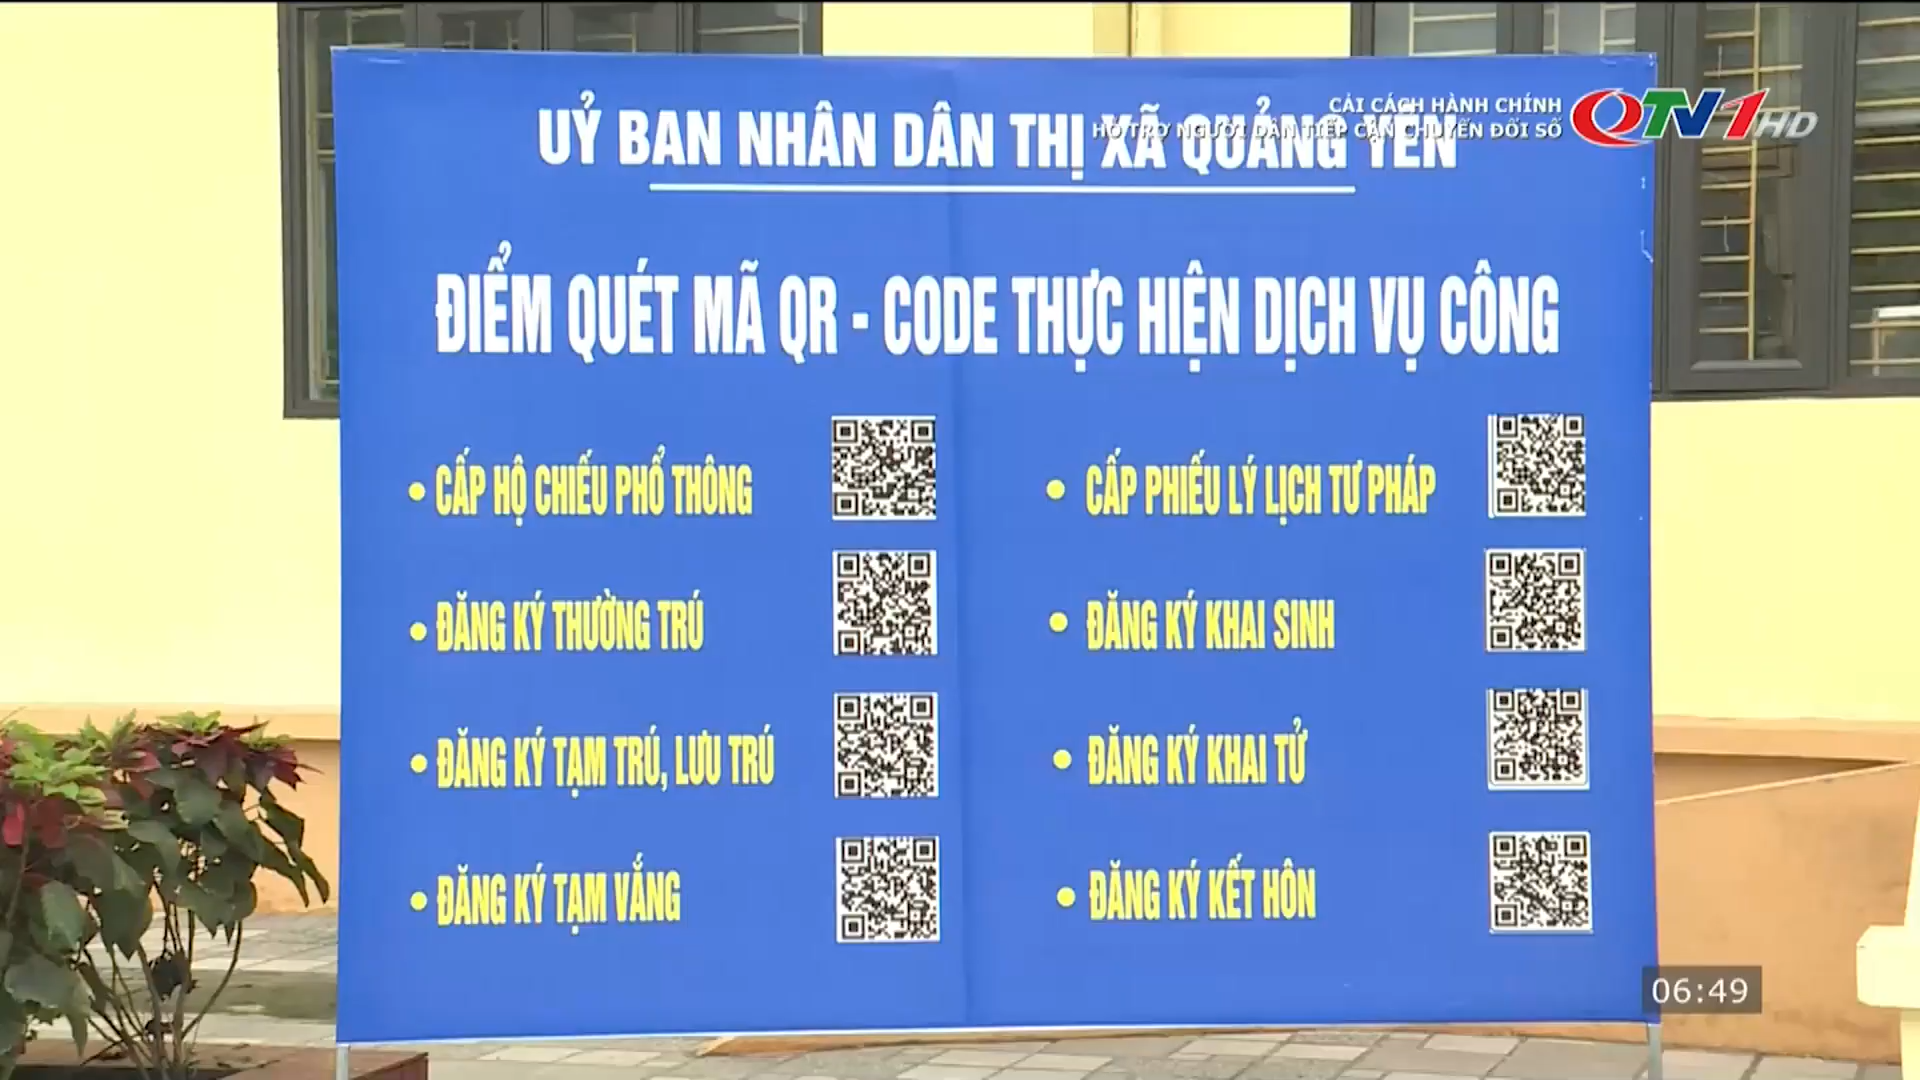 CẢI CÁCH HÀNH CHÍNH
HỖ TRỢ NGƯỜI DÂN TIẾP CẬN CHUYỂN ĐỔI SỐ
QTV1HD
UỶ BAN NHÂN DÂN THỊ XÃ QUẢNG YÊN
ĐIỂM QUÉT MÃ QR - CODE THỰC HIỆN DỊCH VỤ CÔNG
• CẤP HỘ CHIẾU PHỔ THÔNG
• ĐĂNG KÝ THƯỜNG TRÚ
• ĐĂNG KÝ TẠM TRÚ, LƯU TRÚ
• ĐĂNG KÝ TẠM VẮNG
• CẤP PHIẾU LÝ LỊCH TƯ PHÁP
• ĐĂNG KÝ KHAI SINH
• ĐĂNG KÝ KHAI TỬ
• ĐĂNG KÝ KẾT HÔN
06:49